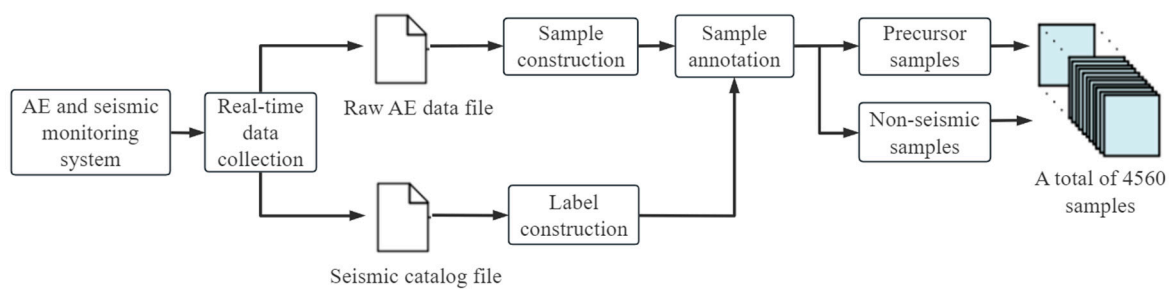 AE and seismic
monitoring
system
Real-time
data
collection
Raw AE data file
Sample
construction
Sample
annotation
Precursor
samples
Non-seismic
samples
A total of 4560
samples
Seismic catalog file
Label
construction